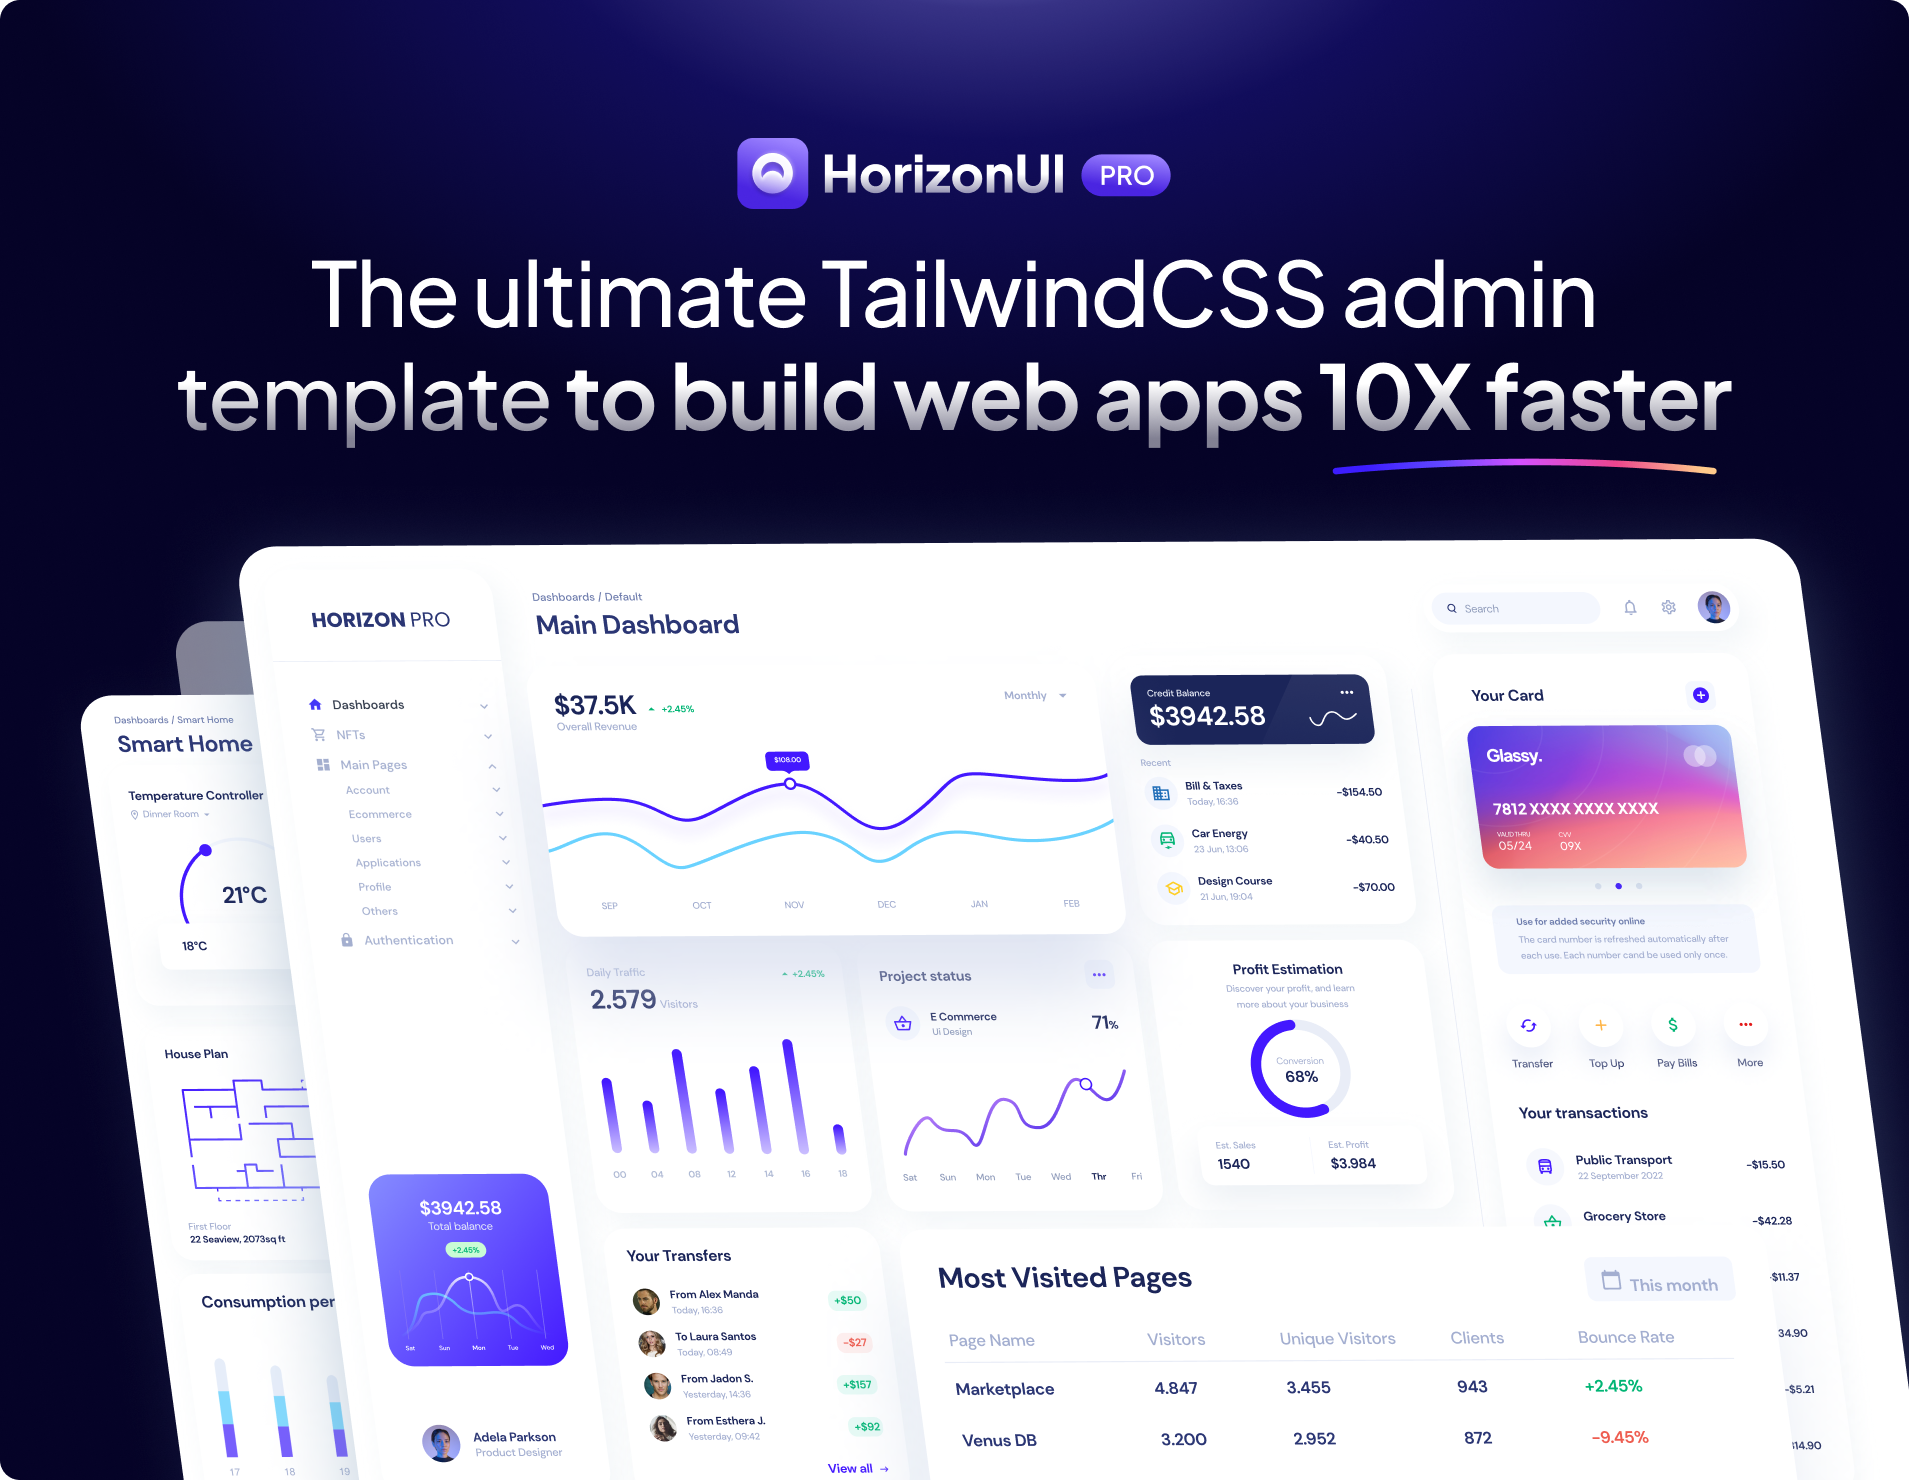 HorizonUI PRO
The ultimate TailwindCSS admin
template to build web apps 10X faster
Dashboards / Smart Home
Smart Home
Temperature Controller
Dinner Room
21°C
18°C
House Plan
First Floor
22 Seaview, 2073sq ft
Consumption per
17 18 19
HORIZON PRO
Dashboards
NFTs
Main Pages
Account
Ecommerce
Users
Applications
Profile
Others
Authentication
$3942.58
Total balance
+2.45%
Sat Sun Mon Tue Wed
Adela Parkson
Product Designer
Dashboards / Default
Main Dashboard
Search
$37.5K +2.45%
Overall Revenue
Monthly
$108.00
SEP OCT NOV DEC JAN FEB
Credit Balance
$3942.58
Recent
Bill & Taxes
Today, 16:36
-$154.50
Car Energy
23 Jun, 13:06
-$40.50
Design Course
21 Jun, 19:04
-$70.00
Your Card
Glassy.
7812 XXXX XXXX XXXX
VALID THRU CVV
05/24 09X
Use for added security online
The card number is refreshed automatically after
each use. Each number cand be used only once.
Transfer Top Up Pay Bills More
Your transactions
Public Transport
22 September 2022
-$15.50
Grocery Store
-$42.28
-$11.37
34.90
-$5.21
$14.90
Daily Traffic
+2.45%
2.579 Visitors
00 04 08 12 14 16 18
Project status
E Commerce
Ui Design
71%
Sat Sun Mon Tue Wed Thr Fri
Profit Estimation
Discover your profit, and learn
more about your business
Conversion
68%
Est. Sales
1540
Est. Profit
$3.984
Your Transfers
From Alex Manda
Today, 16:36
+$50
To Laura Santos
Today. 08:49
-$27
From Jadon S.
Yesterday, 14:36
+$157
From Esthera J.
Yesterday, 09:42
+$92
View all
Most Visited Pages
This month
Page Name Visitors Unique Visitors Clients Bounce Rate
Marketplace 4.847 3.455 943 +2.45%
Venus DB 3.200 2.952 872 -9.45%